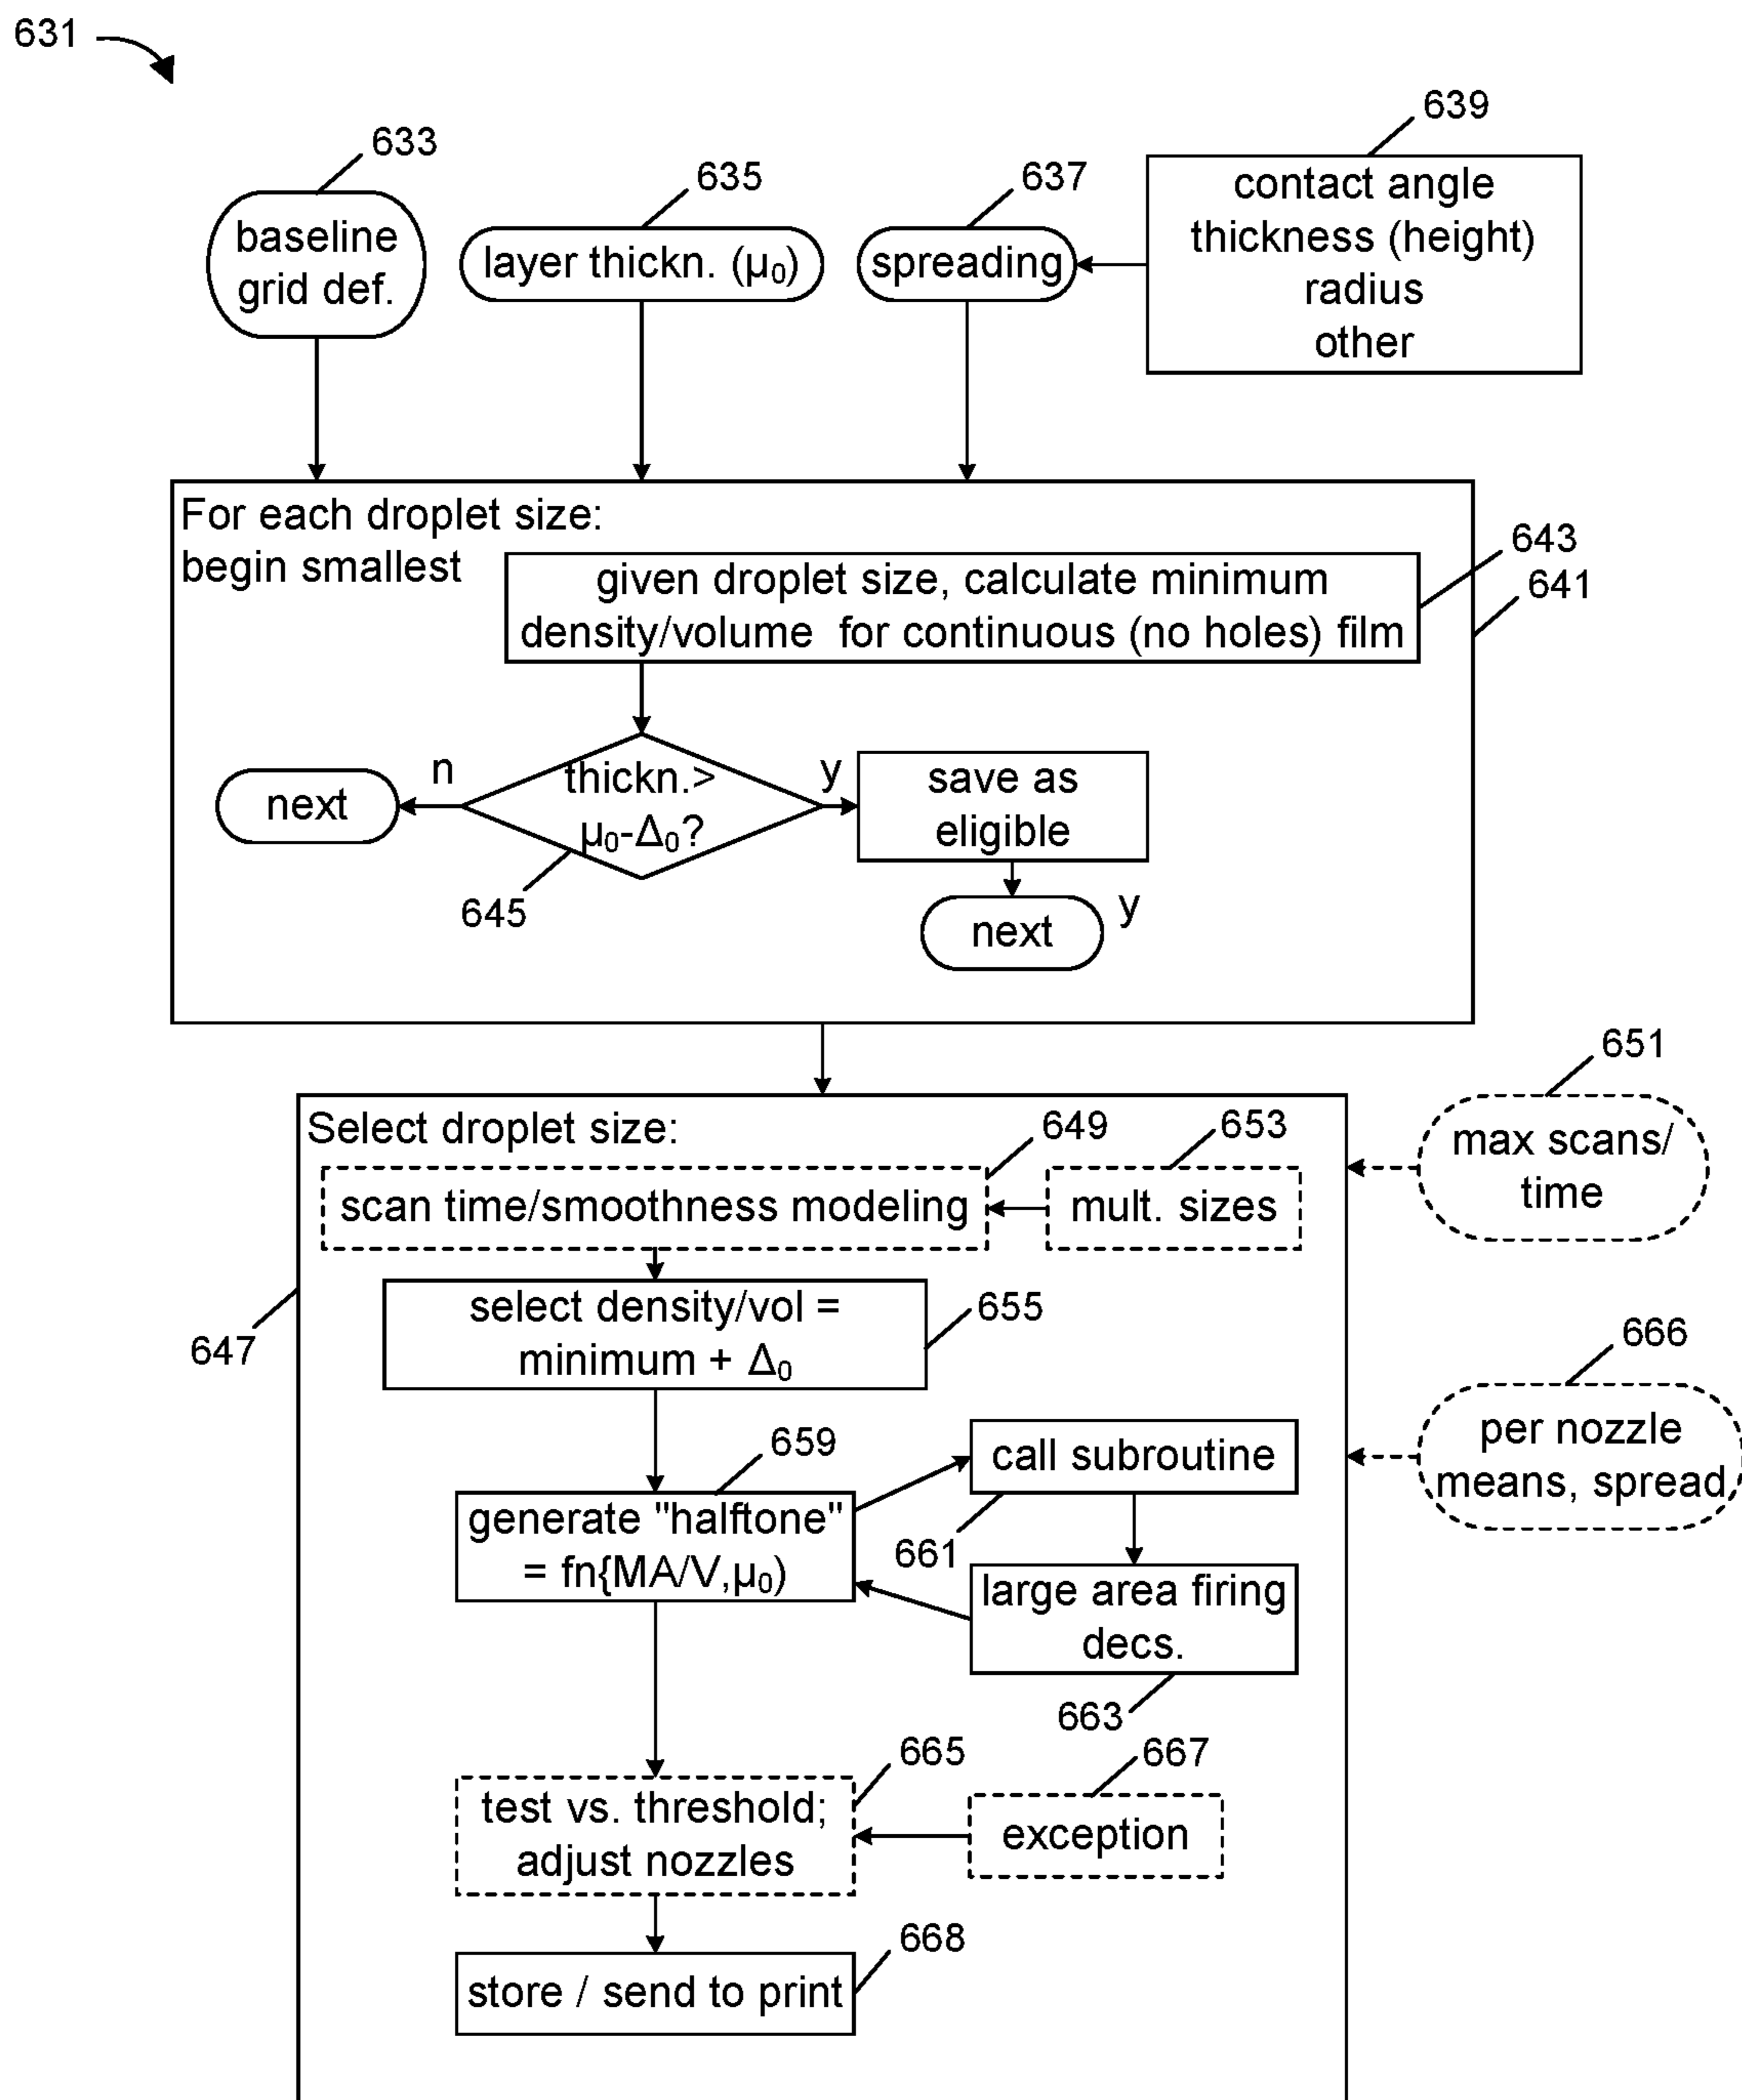 631
633
baseline
grid def.
635
layer thickn. (µ₀)
637
spreading
639
contact angle
thickness (height)
radius
other
For each droplet size:
begin smallest
643
641
given droplet size, calculate minimum
density/volume for continuous (no holes) film
n
thickn.>
µ₀-Δ₀?
y
next
save as
eligible
645
next
y
651
max scans/
time
Select droplet size:
649
653
scan time/smoothness modeling
mult. sizes
647
select density/vol =
minimum + Δ₀
655
666
per nozzle
means, spread
659
generate "halftone"
= fn{MA/V,µ₀)
call subroutine
661
large area firing
decs.
663
665
667
test vs. threshold;
adjust nozzles
exception
668
store / send to print